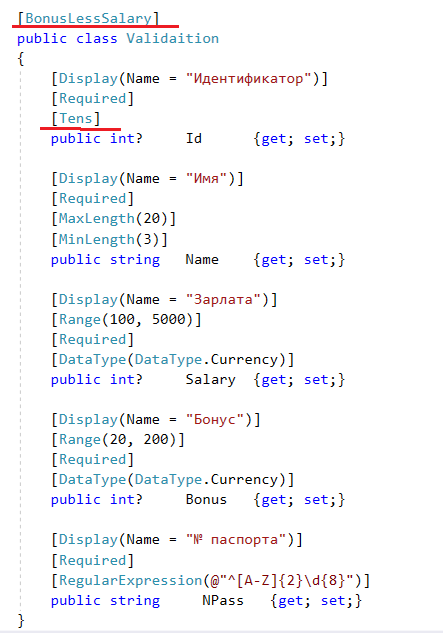 [BonusLessSalary]
public class Validaition
{
[Display(Name = "Идентификатор")]
[Required]
[Tens]
public int? Id {get; set;}
[Display(Name = "Имя")]
[Required]
[MaxLength(20)]
[MinLength(3)]
public string Name {get; set;}
[Display(Name = "Зарлата")]
[Range(100, 5000)]
[Required]
[DataType(DataType.Currency)]
public int? Salary {get; set;}
[Display(Name = "Бонус")]
[Range(20, 200)]
[Required]
[DataType(DataType.Currency)]
public int? Bonus {get; set;}
[Display(Name = "№ паспорта")]
[Required]
[RegularExpression(@"^[A-Z]{2}\d{8}")]
public string NPass {get; set;}
}